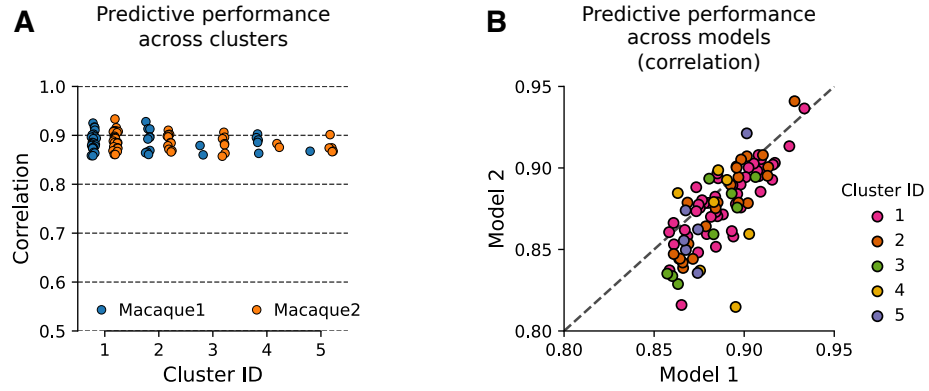 A
Predictive performance
across clusters
Correlation
1.0
0.9
0.8
0.7
0.6
0.5
Macaque1
Macaque2
1 2 3 4 5
Cluster ID
B
Predictive performance
across models
(correlation)
Model 2
0.95
0.90
0.85
0.80
0.80 0.85 0.90 0.95
Model 1
Cluster ID
1
2
3
4
5